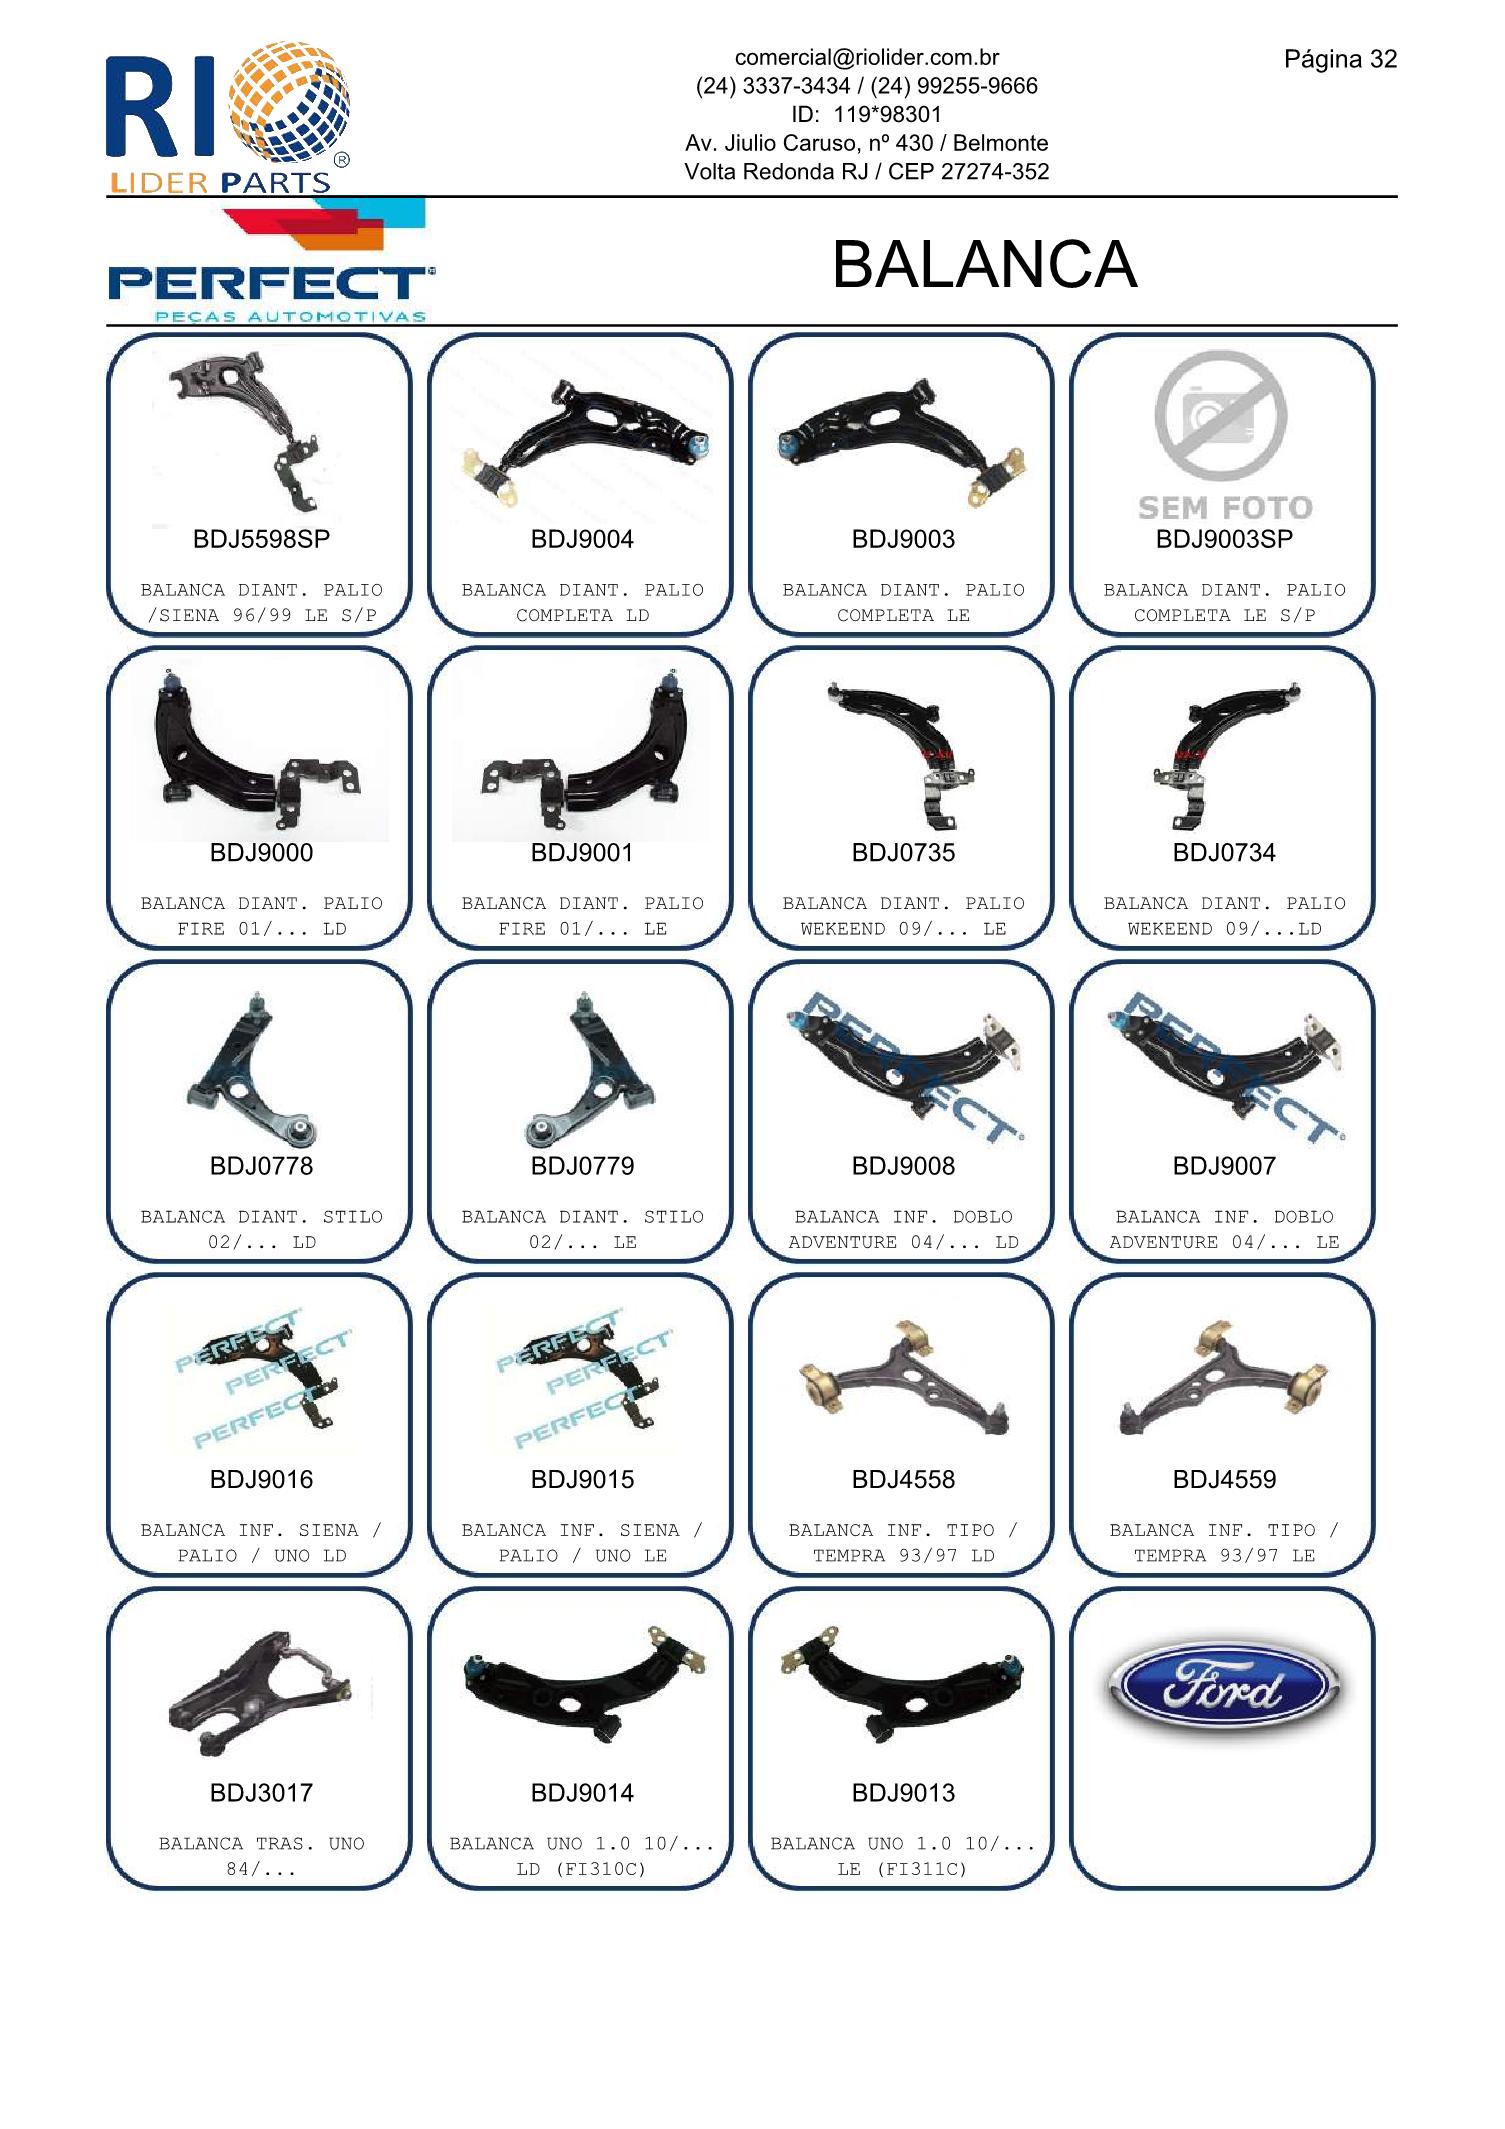 RIO
LIDER PARTS
®
comercial@riolider.com.br
(24) 3337-3434 / (24) 99255-9666
ID: 119*98301
Av. Jiulio Caruso, nº 430 / Belmonte
Volta Redonda RJ / CEP 27274-352
Página 32
PERFECT
PEÇAS AUTOMOTIVAS
BALANCA
BDJ5598SP
BALANCA DIANT. PALIO
/SIENA 96/99 LE S/P
BDJ9004
BALANCA DIANT. PALIO
COMPLETA LD
BDJ9003
BALANCA DIANT. PALIO
COMPLETA LE
SEM FOTO
BDJ9003SP
BALANCA DIANT. PALIO
COMPLETA LE S/P
BDJ9000
BALANCA DIANT. PALIO
FIRE 01/... LD
BDJ9001
BALANCA DIANT. PALIO
FIRE 01/... LE
BDJ0735
BALANCA DIANT. PALIO
WEKEEND 09/... LE
BDJ0734
BALANCA DIANT. PALIO
WEKEEND 09/...LD
BDJ0778
BALANCA DIANT. STILO
02/... LD
BDJ0779
BALANCA DIANT. STILO
02/... LE
PERFECT
BDJ9008
BALANCA INF. DOBLO
ADVENTURE 04/... LD
PERFECT
BDJ9007
BALANCA INF. DOBLO
ADVENTURE 04/... LE
PERFECT
PERFECT
PERFECT
BDJ9016
BALANCA INF. SIENA /
PALIO / UNO LD
PERFECT
PERFECT
PERFECT
BDJ9015
BALANCA INF. SIENA /
PALIO / UNO LE
BDJ4558
BALANCA INF. TIPO /
TEMPRA 93/97 LD
BDJ4559
BALANCA INF. TIPO /
TEMPRA 93/97 LE
BDJ3017
BALANCA TRAS. UNO
84/...
BDJ9014
BALANCA UNO 1.0 10/...
LD (FI310C)
BDJ9013
BALANCA UNO 1.0 10/...
LE (FI311C)
Ford